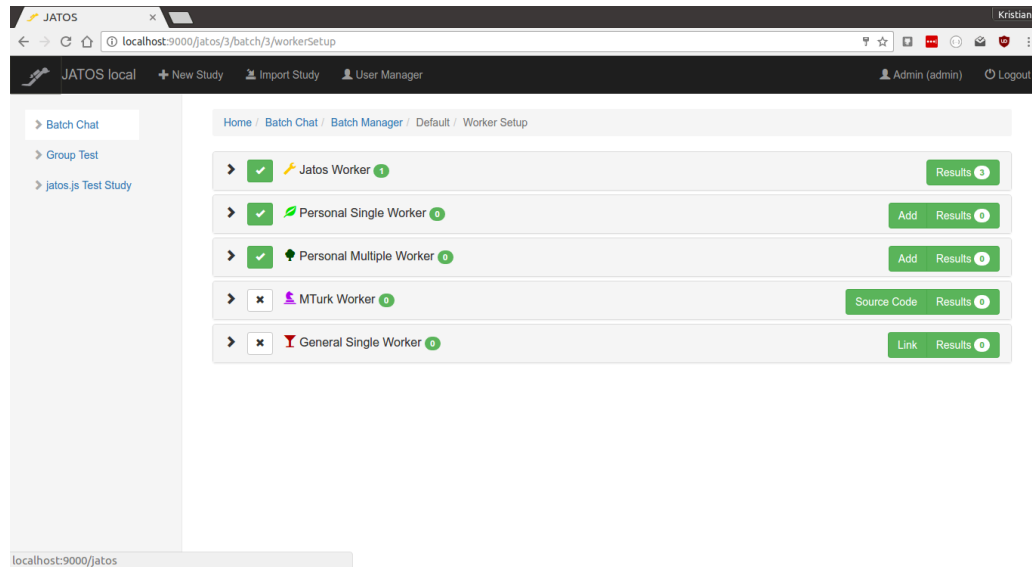 JATOS
Kristian
localhost:9000/jatos/3/batch/3/workerSetup
JATOS local New Study Import Study User Manager Admin (admin) Logout
Batch Chat
Group Test
jatos.js Test Study
Home / Batch Chat / Batch Manager / Default / Worker Setup
Jatos Worker 1 Results 3
Personal Single Worker 0 Add Results 0
Personal Multiple Worker 0 Add Results 0
MTurk Worker 0 Source Code Results 0
General Single Worker 0 Link Results 0
localhost:9000/jatos